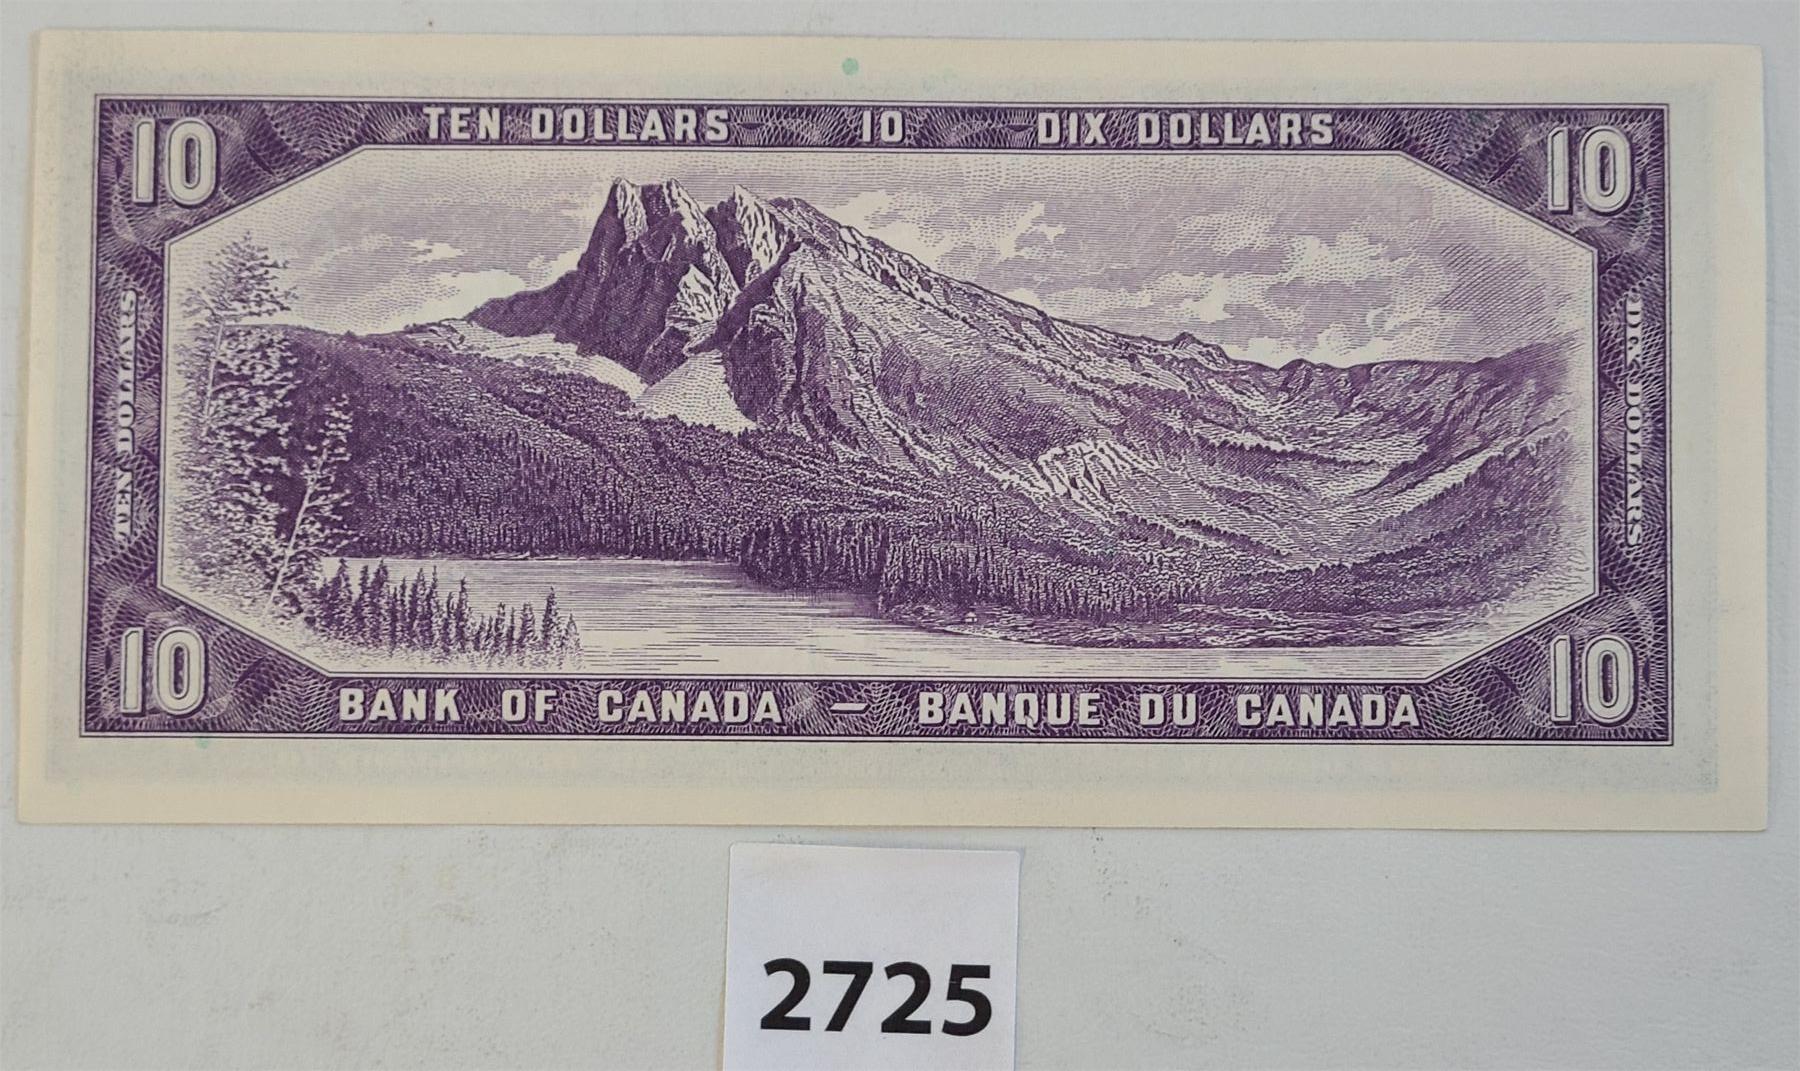 TEN DOLLARS 10 DIX DOLLARS
10 10
TEN DOLLARS
DIX DOLLARS
10 10
BANK OF CANADA — BANQUE DU CANADA
2725